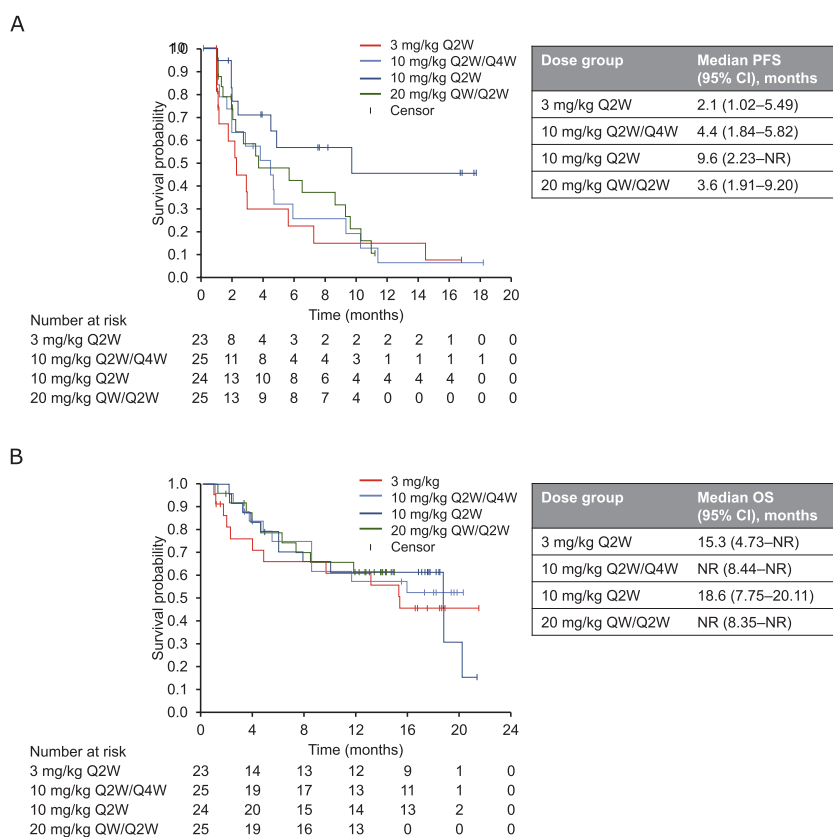 A
3 mg/kg Q2W
10 mg/kg Q2W/Q4W
10 mg/kg Q2W
20 mg/kg QW/Q2W
Censor
Survival probability
1.0
0.9
0.8
0.7
0.6
0.5
0.4
0.3
0.2
0.1
0.0
0 2 4 6 8 10 12 14 16 18 20
Time (months)
Dose group Median PFS (95% CI), months
3 mg/kg Q2W 2.1 (1.02–5.49)
10 mg/kg Q2W/Q4W 4.4 (1.84–5.82)
10 mg/kg Q2W 9.6 (2.23–NR)
20 mg/kg QW/Q2W 3.6 (1.91–9.20)
Number at risk
3 mg/kg Q2W 23 8 4 3 2 2 2 2 1 0 0
10 mg/kg Q2W/Q4W 25 11 8 4 4 3 1 1 1 1 0
10 mg/kg Q2W 24 13 10 8 6 4 4 4 4 0 0
20 mg/kg QW/Q2W 25 13 9 8 7 4 0 0 0 0 0
B
3 mg/kg
10 mg/kg Q2W/Q4W
10 mg/kg Q2W
20 mg/kg QW/Q2W
Censor
Survival probability
1.0
0.9
0.8
0.7
0.6
0.5
0.4
0.3
0.2
0.1
0.0
0 4 8 12 16 20 24
Time (months)
Dose group Median OS (95% CI), months
3 mg/kg Q2W 15.3 (4.73–NR)
10 mg/kg Q2W/Q4W NR (8.44–NR)
10 mg/kg Q2W 18.6 (7.75–20.11)
20 mg/kg QW/Q2W NR (8.35–NR)
Number at risk
3 mg/kg Q2W 23 14 13 12 9 1 0
10 mg/kg Q2W/Q4W 25 19 17 13 11 1 0
10 mg/kg Q2W 24 20 15 14 13 2 0
20 mg/kg QW/Q2W 25 19 16 13 0 0 0